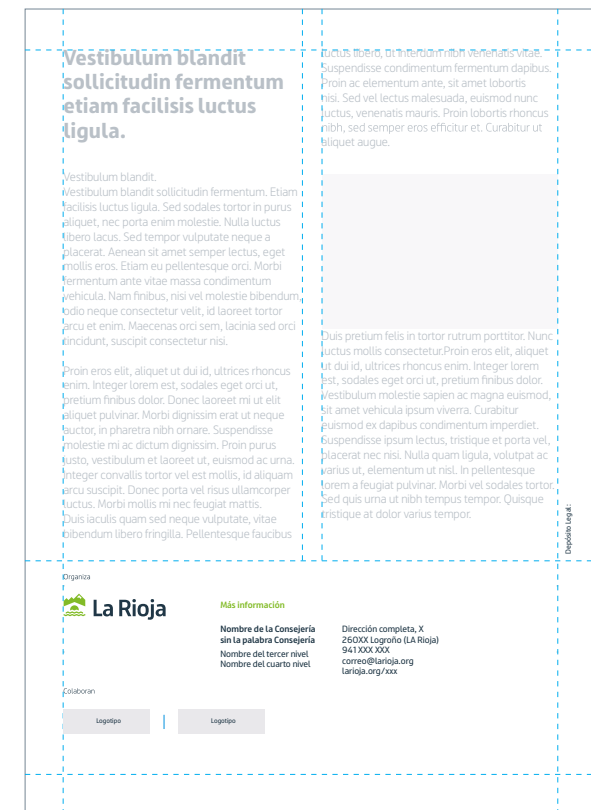 Vestibulum blandit
sollicitudin fermentum
etiam facilisis luctus
ligula.
Vestibulum blandit.
Vestibulum blandit sollicitudin fermentum. Etiam
facilisis luctus ligula. Sed sodales tortor in purus
aliquet, nec porta enim molestie. Nulla luctus
libero lacus. Sed tempor vulputate neque a
placerat. Aenean sit amet semper lectus, eget
mollis eros. Etiam eu pellentesque orci. Morbi
fermentum ante vitae massa condimentum
vehicula. Nam finibus, nisi vel molestie bibendum,
odio neque consectetur velit, id laoreet tortor
arcu et enim. Maecenas orci sem, lacinia sed orci
tincidunt, suscipit consectetur nisi.
Proin eros elit, aliquet ut dui id, ultrices rhoncus
enim. Integer lorem est, sodales eget orci ut,
pretium finibus dolor. Donec laoreet mi ut elit
aliquet pulvinar. Morbi dignissim erat ut neque
auctor, in pharetra nibh ornare. Suspendisse
molestie mi ac dictum dignissim. Proin purus
justo, vestibulum et laoreet ut, euismod ac urna.
Integer convallis tortor vel est mollis, id aliquam
arcu suscipit. Donec porta vel risus ullamcorper
luctus. Morbi mollis mi nec feugiat mattis.
Duis iaculis quam sed neque vulputate, vitae
bibendum libero fringilla. Pellentesque faucibus
luctus libero, ut interdum nibh venenatis vitae.
Suspendisse condimentum fermentum dapibus.
Proin ac elementum ante, sit amet lobortis
nisi. Sed vel lectus malesuada, euismod nunc
luctus, venenatis mauris. Proin lobortis rhoncus
nibh, sed semper eros efficitur et. Curabitur ut
aliquet augue.
Duis pretium felis in tortor rutrum porttitor. Nunc
luctus mollis consectetur.Proin eros elit, aliquet
ut dui id, ultrices rhoncus enim. Integer lorem
est, sodales eget orci ut, pretium finibus dolor.
Vestibulum molestie sapien ac magna euismod,
sit amet vehicula ipsum viverra. Curabitur
euismod ex dapibus condimentum imperdiet.
Suspendisse ipsum lectus, tristique et porta vel,
placerat nec nisi. Nulla quam ligula, volutpat ac
varius ut, elementum ut nisl. In pellentesque
lorem a feugiat pulvinar. Morbi vel sodales tortor.
Sed quis urna ut nibh tempus tempor. Quisque
tristique at dolor varius tempor.
Depósito Legal:
Organiza
La Rioja
Más información
Nombre de la Consejería
sin la palabra Consejería
Nombre del tercer nivel
Nombre del cuarto nivel
Dirección completa, X
260XX Logroño (LA Rioja)
941 XXX XXX
correo@larioja.org
larioja.org/xxx
Colaboran
Logotipo
Logotipo